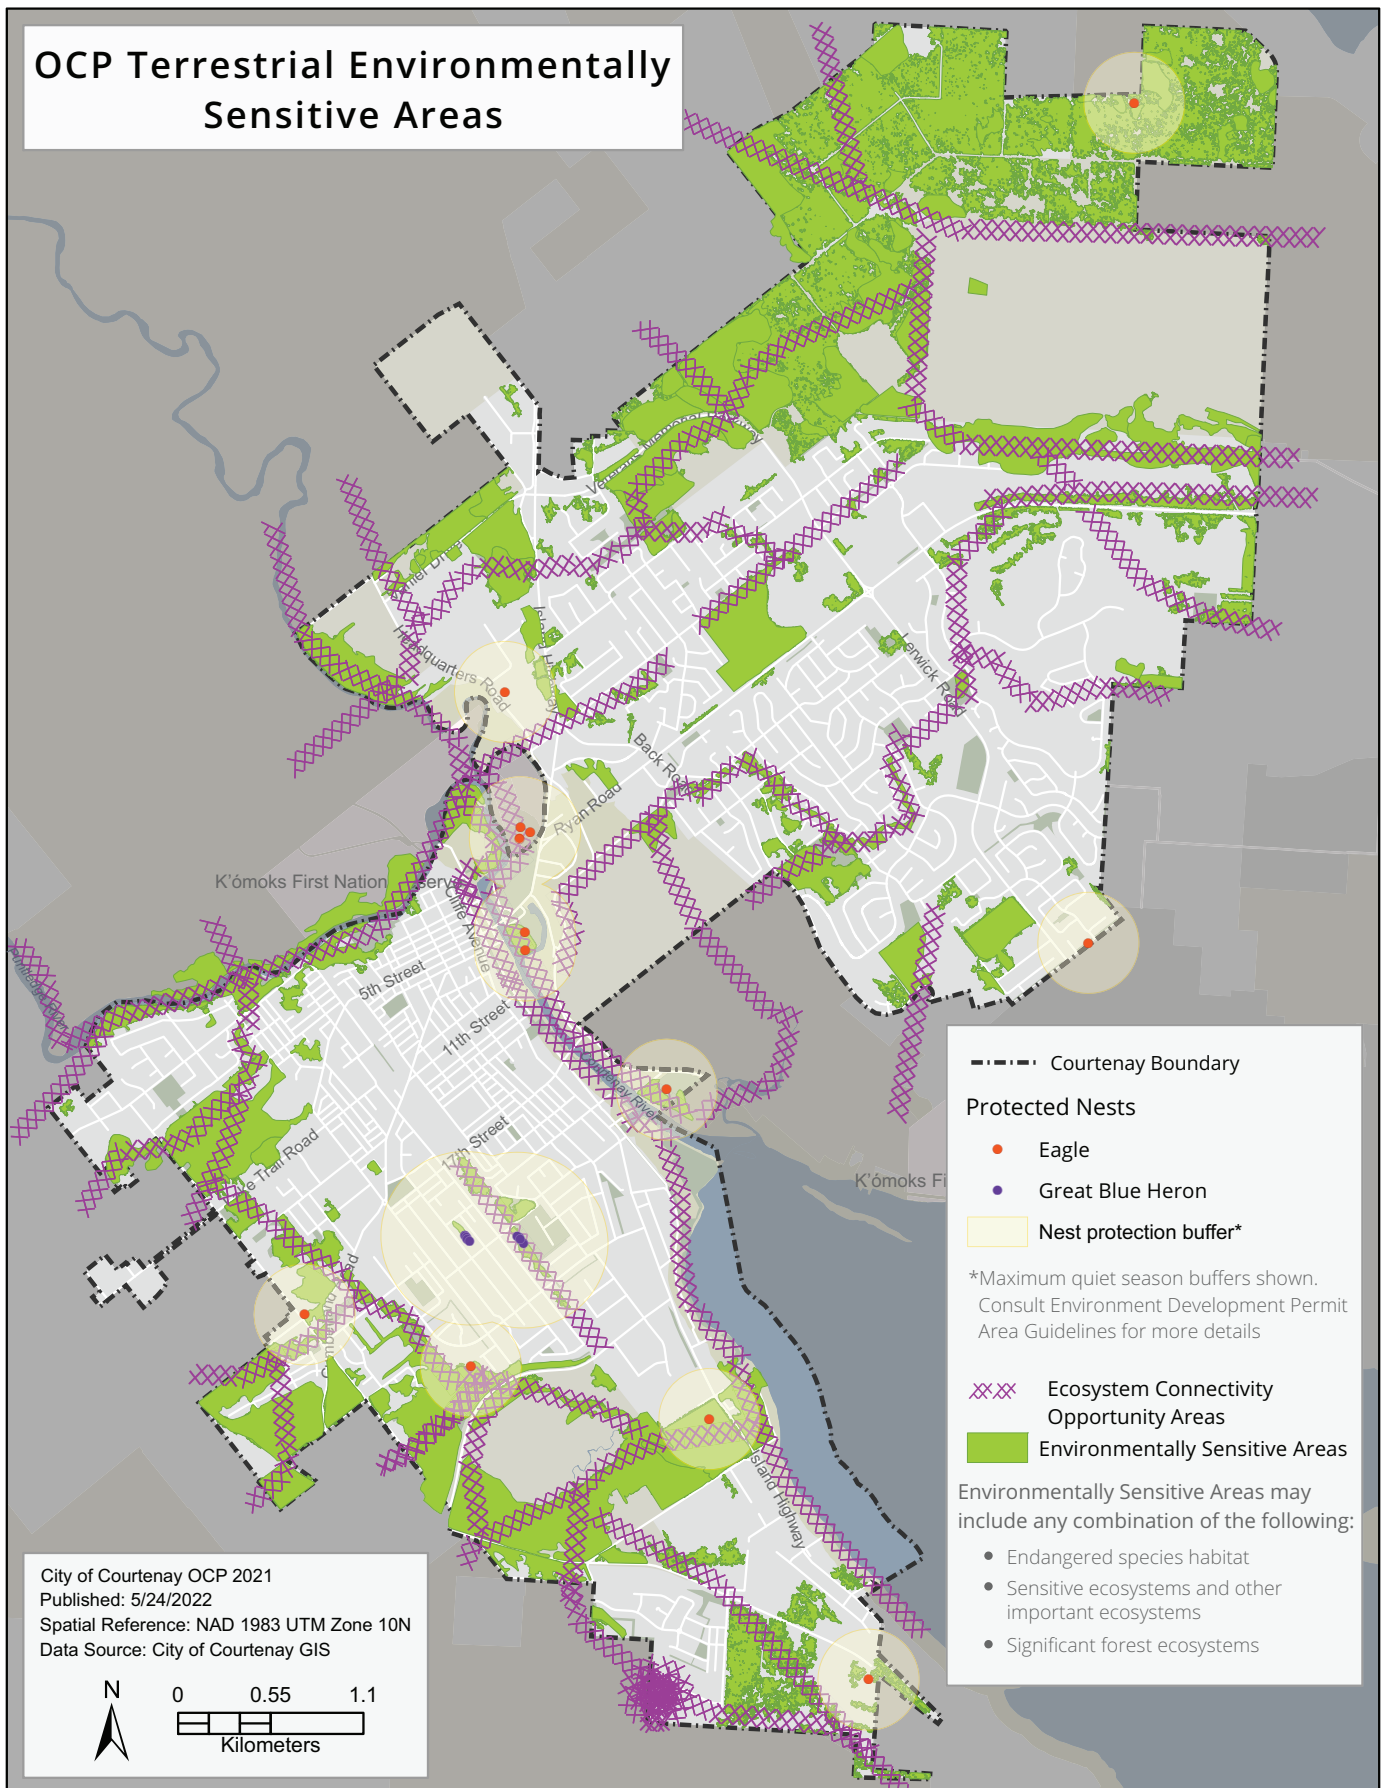 OCP Terrestrial Environmentally
Sensitive Areas
Headquarters Road
Lerwick Road
Back Road
Ryan Road
K'ómoks First Nation
Cliffe Avenue
5th Street
11th Street
Courtenay River
17th Street
Trail Road
K'ómoks Fi
Island Highway
Courtenay Boundary
Protected Nests
Eagle
Great Blue Heron
Nest protection buffer*
*Maximum quiet season buffers shown.
Consult Environment Development Permit
Area Guidelines for more details
Ecosystem Connectivity
Opportunity Areas
Environmentally Sensitive Areas
Environmentally Sensitive Areas may
include any combination of the following:
• Endangered species habitat
• Sensitive ecosystems and other
important ecosystems
• Significant forest ecosystems
City of Courtenay OCP 2021
Published: 5/24/2022
Spatial Reference: NAD 1983 UTM Zone 10N
Data Source: City of Courtenay GIS
N
0 0.55 1.1
Kilometers